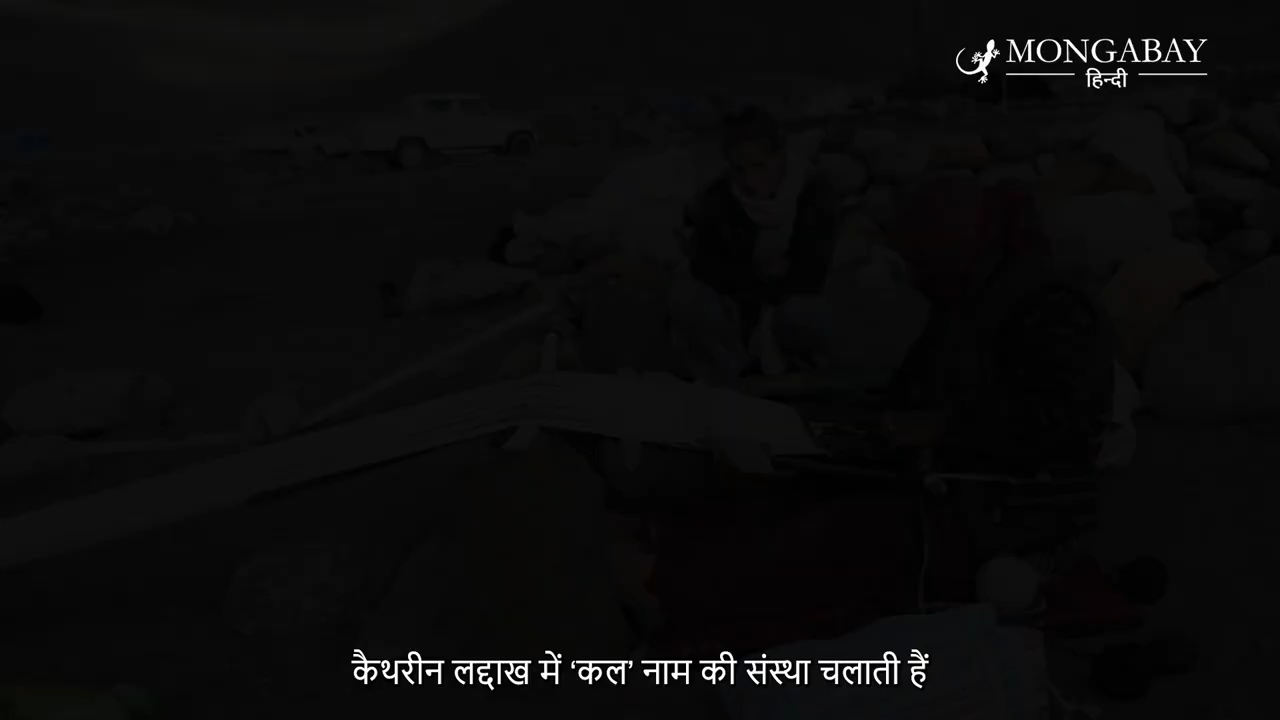 MONGABAY
हिन्दी
कैथरीन लद्दाख में ‘कल’ नाम की संस्था चलाती हैं